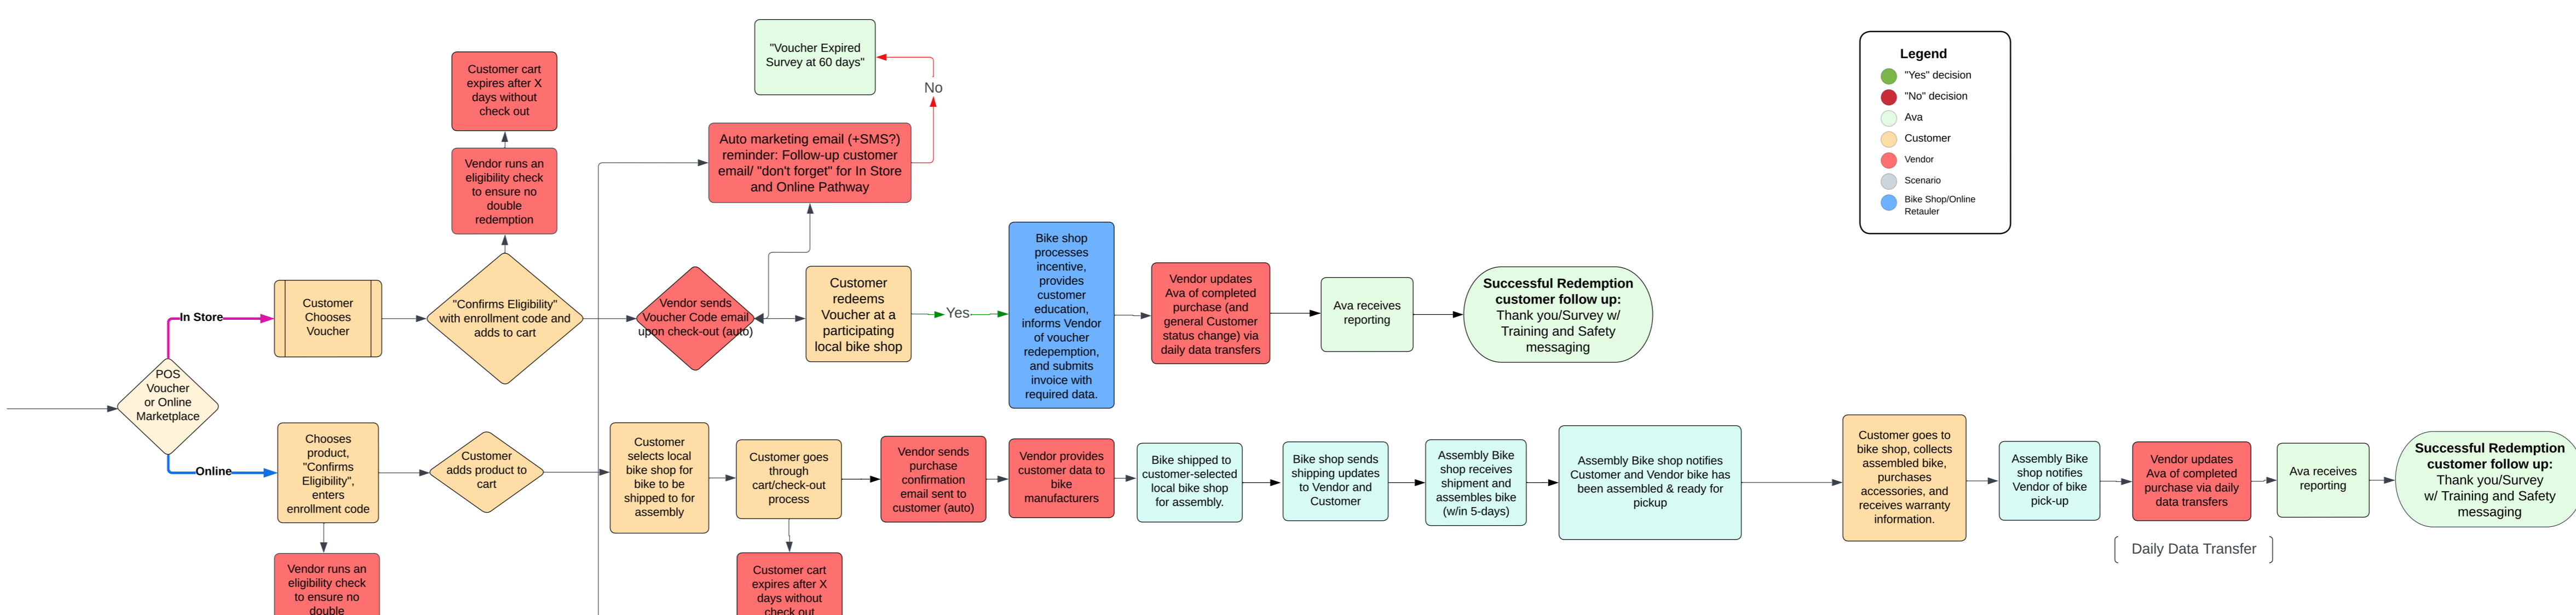 "Voucher Expired
Survey at 60 days"
No
Customer cart
expires after X
days without
check out
Vendor runs an
eligibility check
to ensure no
double
redemption
Auto marketing email (+SMS?)
reminder: Follow-up customer
email/ "don't forget" for In Store
and Online Pathway
Legend
"Yes" decision
"No" decision
Ava
Customer
Vendor
Scenario
Bike Shop/Online
Retauler
POS
Voucher
or Online
Marketplace
In Store
Customer
Chooses
Voucher
"Confirms Eligibility"
with enrollment code and
adds to cart
Vendor sends
Voucher Code email
upon check-out (auto)
Customer
redeems
Voucher at a
participating
local bike shop
Yes
Bike shop
processes
incentive,
provides
customer
education,
informs Vendor
of voucher
redepemption,
and submits
invoice with
required data.
Vendor updates
Ava of completed
purchase (and
general Customer
status change) via
daily data transfers
Ava receives
reporting
Successful Redemption
customer follow up:
Thank you/Survey w/
Training and Safety
messaging
Online
Chooses
product,
"Confirms
Eligibility",
enters
enrollment code
Customer
adds product to
cart
Customer
selects local
bike shop for
bike to be
shipped to for
assembly
Customer goes
through
cart/check-out
process
Vendor sends
purchase
confirmation
email sent to
customer (auto)
Vendor provides
customer data to
bike
manufacturers
Bike shipped to
customer-selected
local bike shop
for assembly.
Bike shop sends
shipping updates
to Vendor and
Customer
Assembly Bike
shop receives
shipment and
assembles bike
(w/in 5-days)
Assembly Bike shop notifies
Customer and Vendor bike has
been assembled & ready for
pickup
Customer goes to
bike shop, collects
assembled bike,
purchases
accessories, and
receives warranty
information.
Assembly Bike
shop notifies
Vendor of bike
pick-up
Vendor updates
Ava of completed
purchase via daily
data transfers
Ava receives
reporting
Successful Redemption
customer follow up:
Thank you/Survey
w/ Training and Safety
messaging
Daily Data Transfer
Vendor runs an
eligibility check
to ensure no
double
Customer cart
expires after X
days without
check out